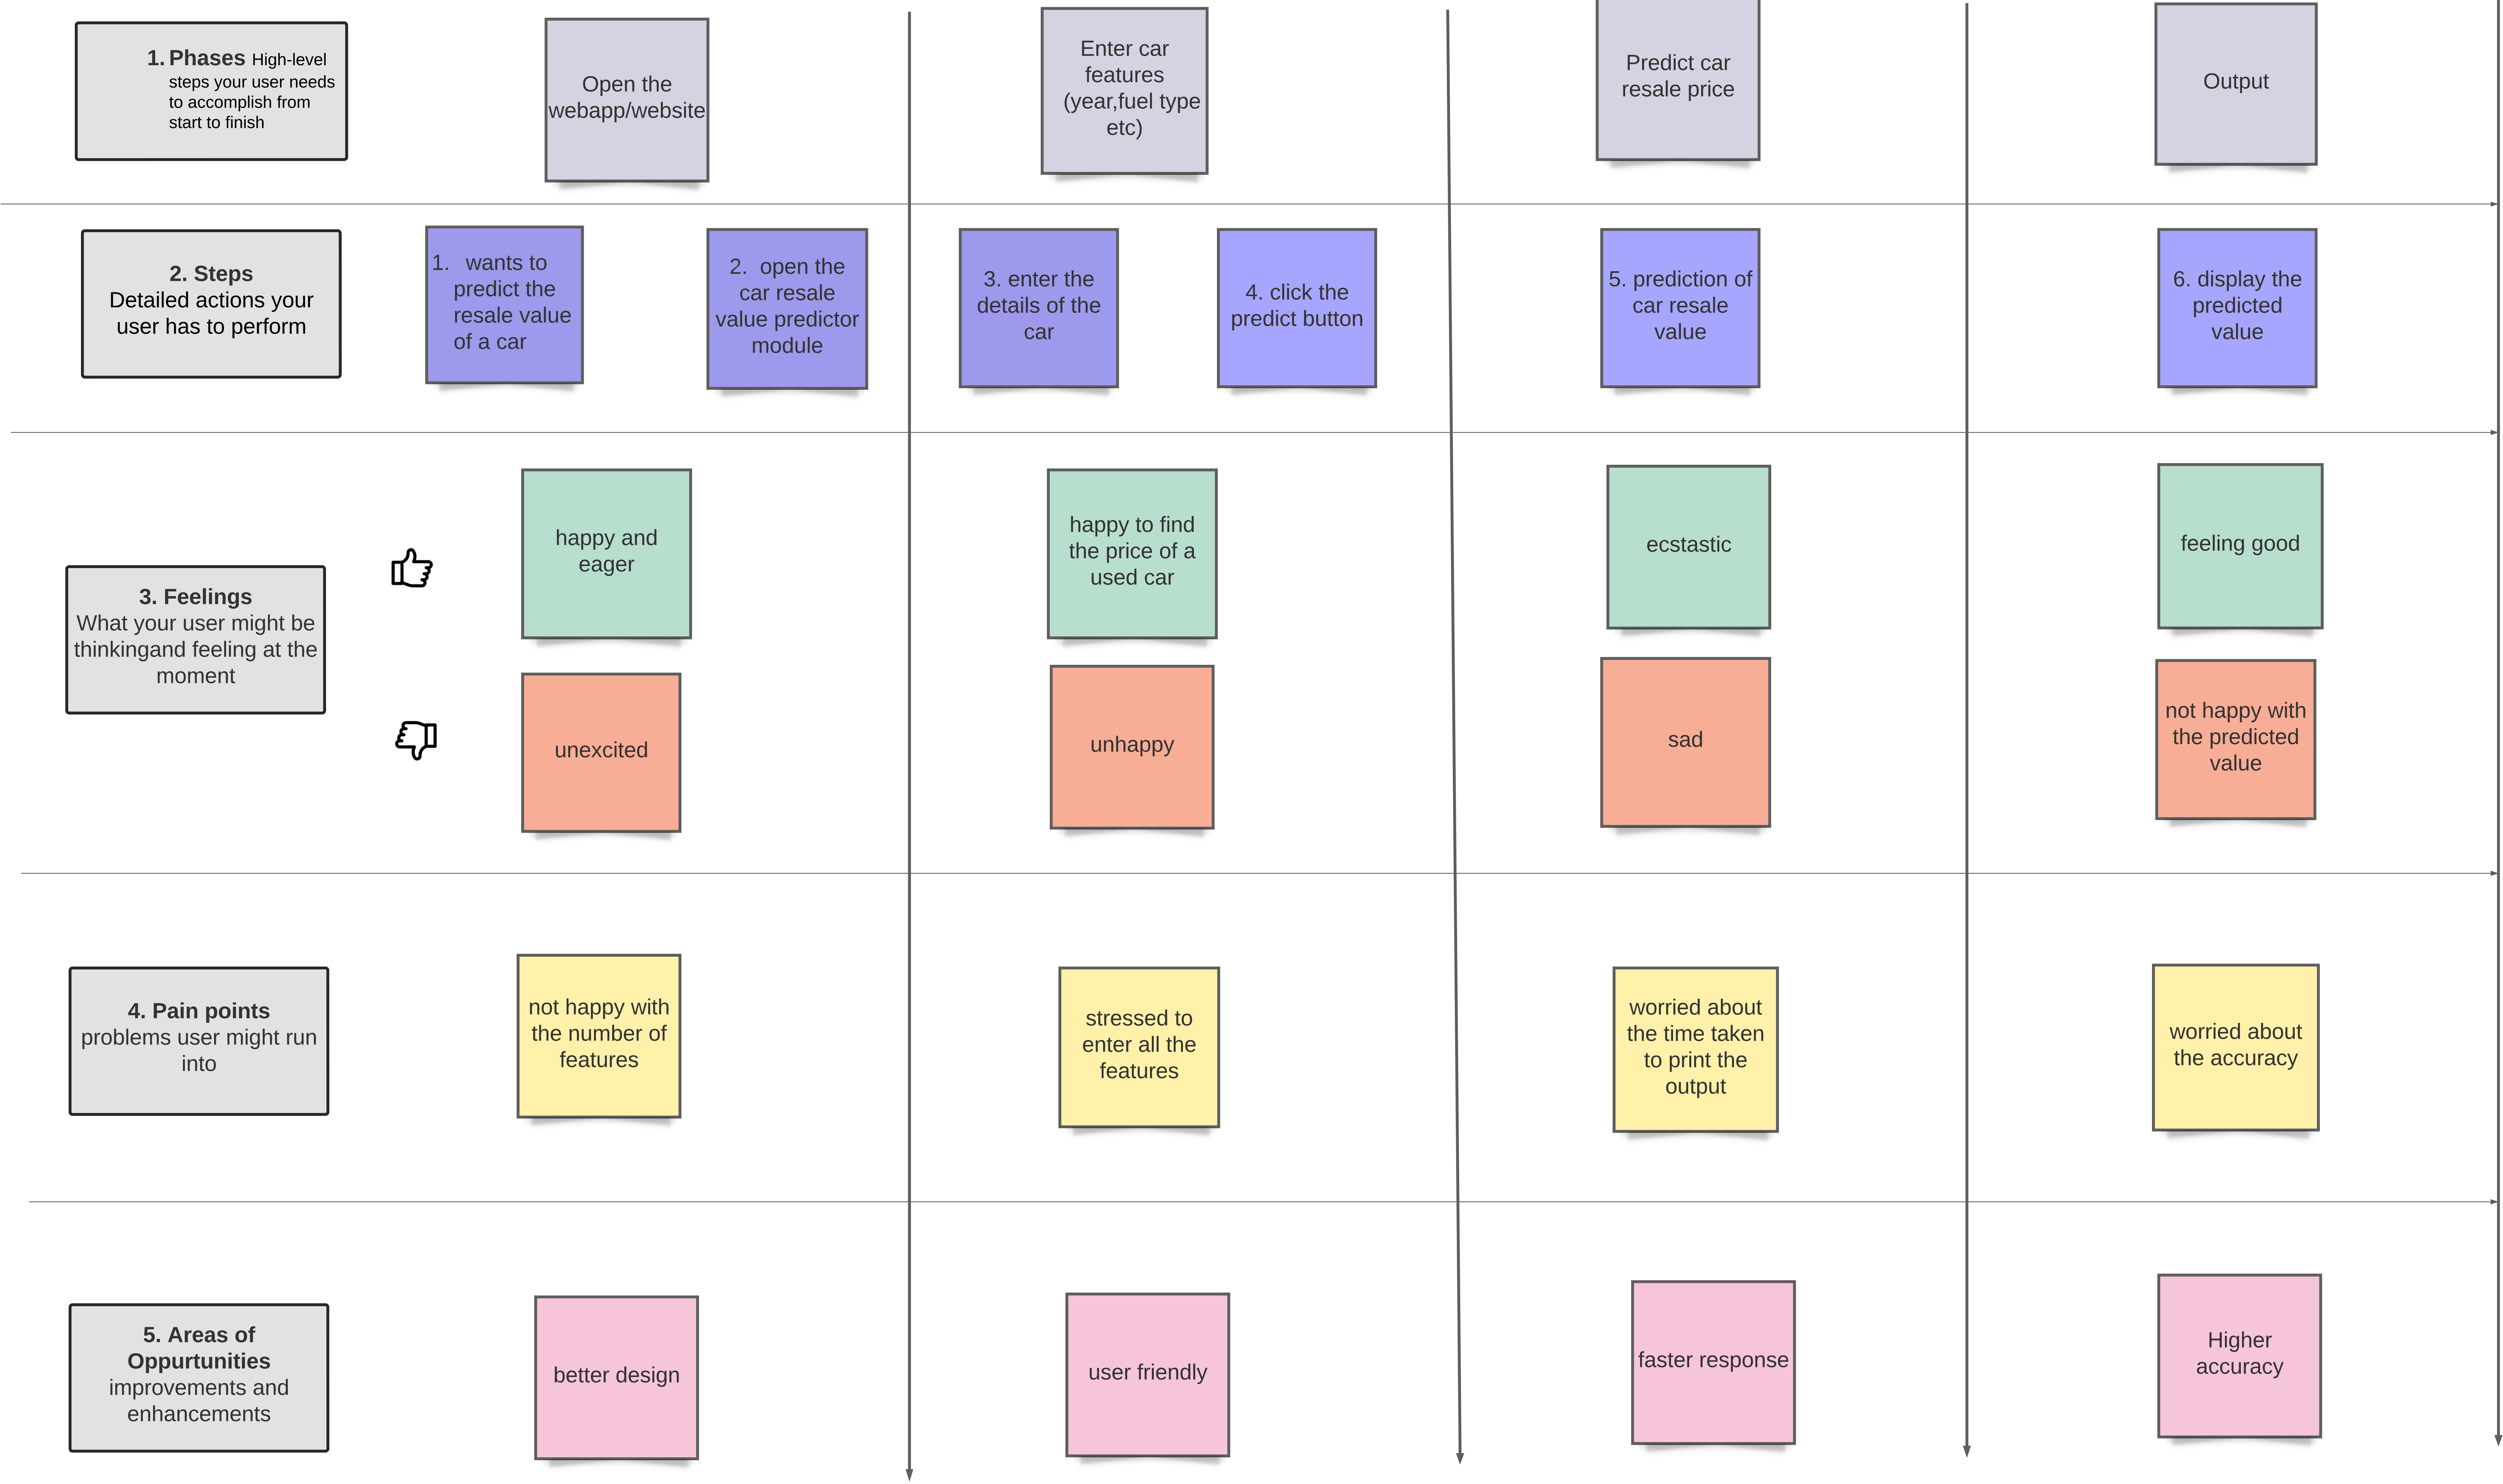 1. Phases High-level
steps your user needs
to accomplish from
start to finish
Open the
webapp/website
Enter car
features
(year,fuel type
etc)
Predict car
resale price
Output
2. Steps
Detailed actions your
user has to perform
1. wants to
predict the
resale value
of a car
2. open the
car resale
value predictor
module
3. enter the
details of the
car
4. click the
predict button
5. prediction of
car resale
value
6. display the
predicted
value
3. Feelings
What your user might be
thinkingand feeling at the
moment
happy and
eager
happy to find
the price of a
used car
ecstastic
feeling good
unexcited
unhappy
sad
not happy with
the predicted
value
4. Pain points
problems user might run
into
not happy with
the number of
features
stressed to
enter all the
features
worried about
the time taken
to print the
output
worried about
the accuracy
5. Areas of
Oppurtunities
improvements and
enhancements
better design
user friendly
faster response
Higher
accuracy